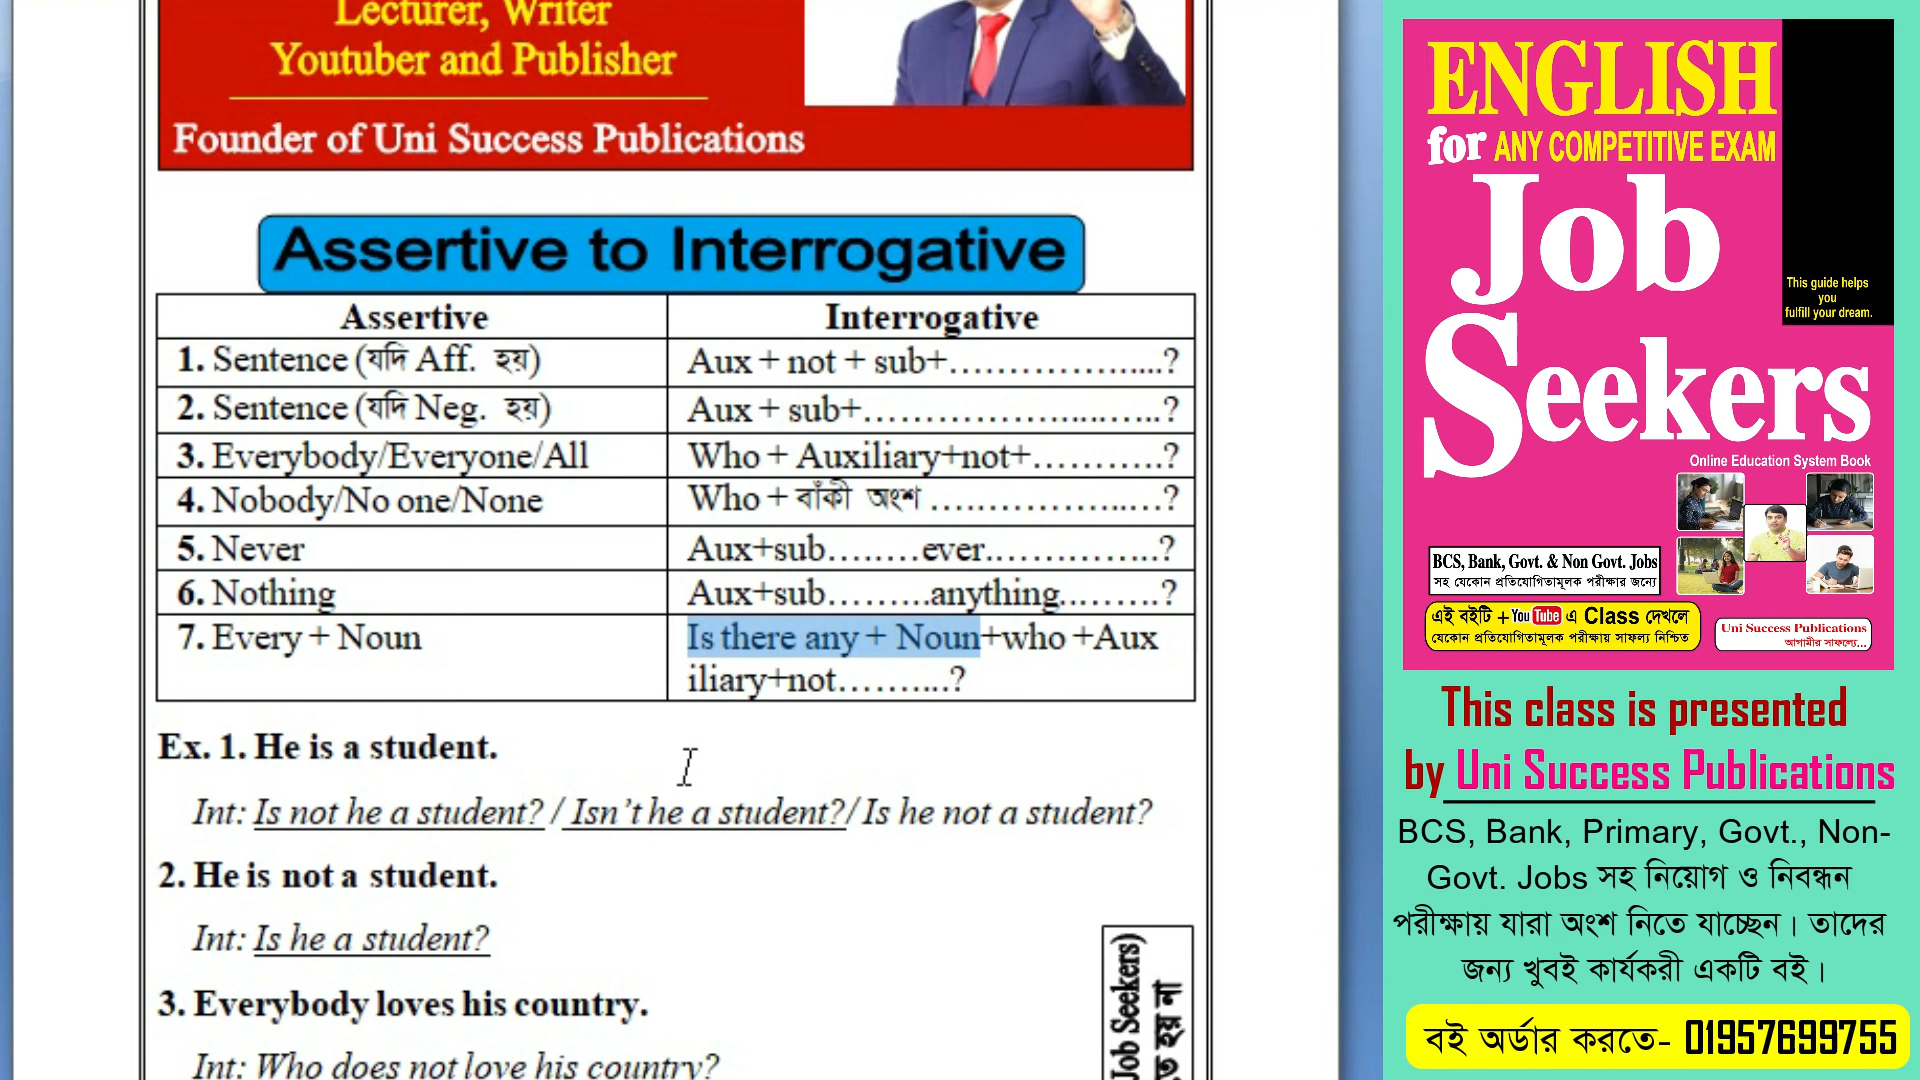 Lecturer, Writer
Youtuber and Publisher
Founder of Uni Success Publications
Assertive to Interrogative
Assertive
Interrogative
1. Sentence (যদি Aff. হয়)
Aux + not + sub+....................?
2. Sentence (যদি Neg. হয়)
Aux + sub+............................?
3. Everybody/Everyone/All
Who + Auxiliary+not+............?
4. Nobody/No one/None
Who + বাঁকী অংশ ......................?
5. Never
Aux+sub........ever..................?
6. Nothing
Aux+sub.........anything.........?
7. Every + Noun
Is there any + Noun+who +Aux
iliary+not..........?
Ex. 1. He is a student.
Int: Is not he a student? / Isn't he a student?/ Is he not a student?
2. He is not a student.
Int: Is he a student?
3. Everybody loves his country.
Int: Who does not love his country?
Job Seekers)
তে হয় না
ENGLISH
for ANY COMPETITIVE EXAM
Job
Seekers
This guide helps
you
fulfill your dream.
Online Education System Book
BCS, Bank, Govt. & Non Govt. Jobs
সহ যেকোন প্রতিযোগিতামূলক পরীক্ষার জন্যে
এই বইটি + YouTube এ Class দেখলে
যেকোন প্রতিযোগিতামূলক পরীক্ষায় সাফল্য নিশ্চিত
Uni Success Publications
আগামীর সাফল্যে...
This class is presented
by Uni Success Publications
BCS, Bank, Primary, Govt., Non-
Govt. Jobs সহ নিয়োগ ও নিবন্ধন
পরীক্ষায় যারা অংশ নিতে যাচ্ছেন। তাদের
জন্য খুবই কার্যকরী একটি বই।
বই অর্ডার করতে- 01957699755